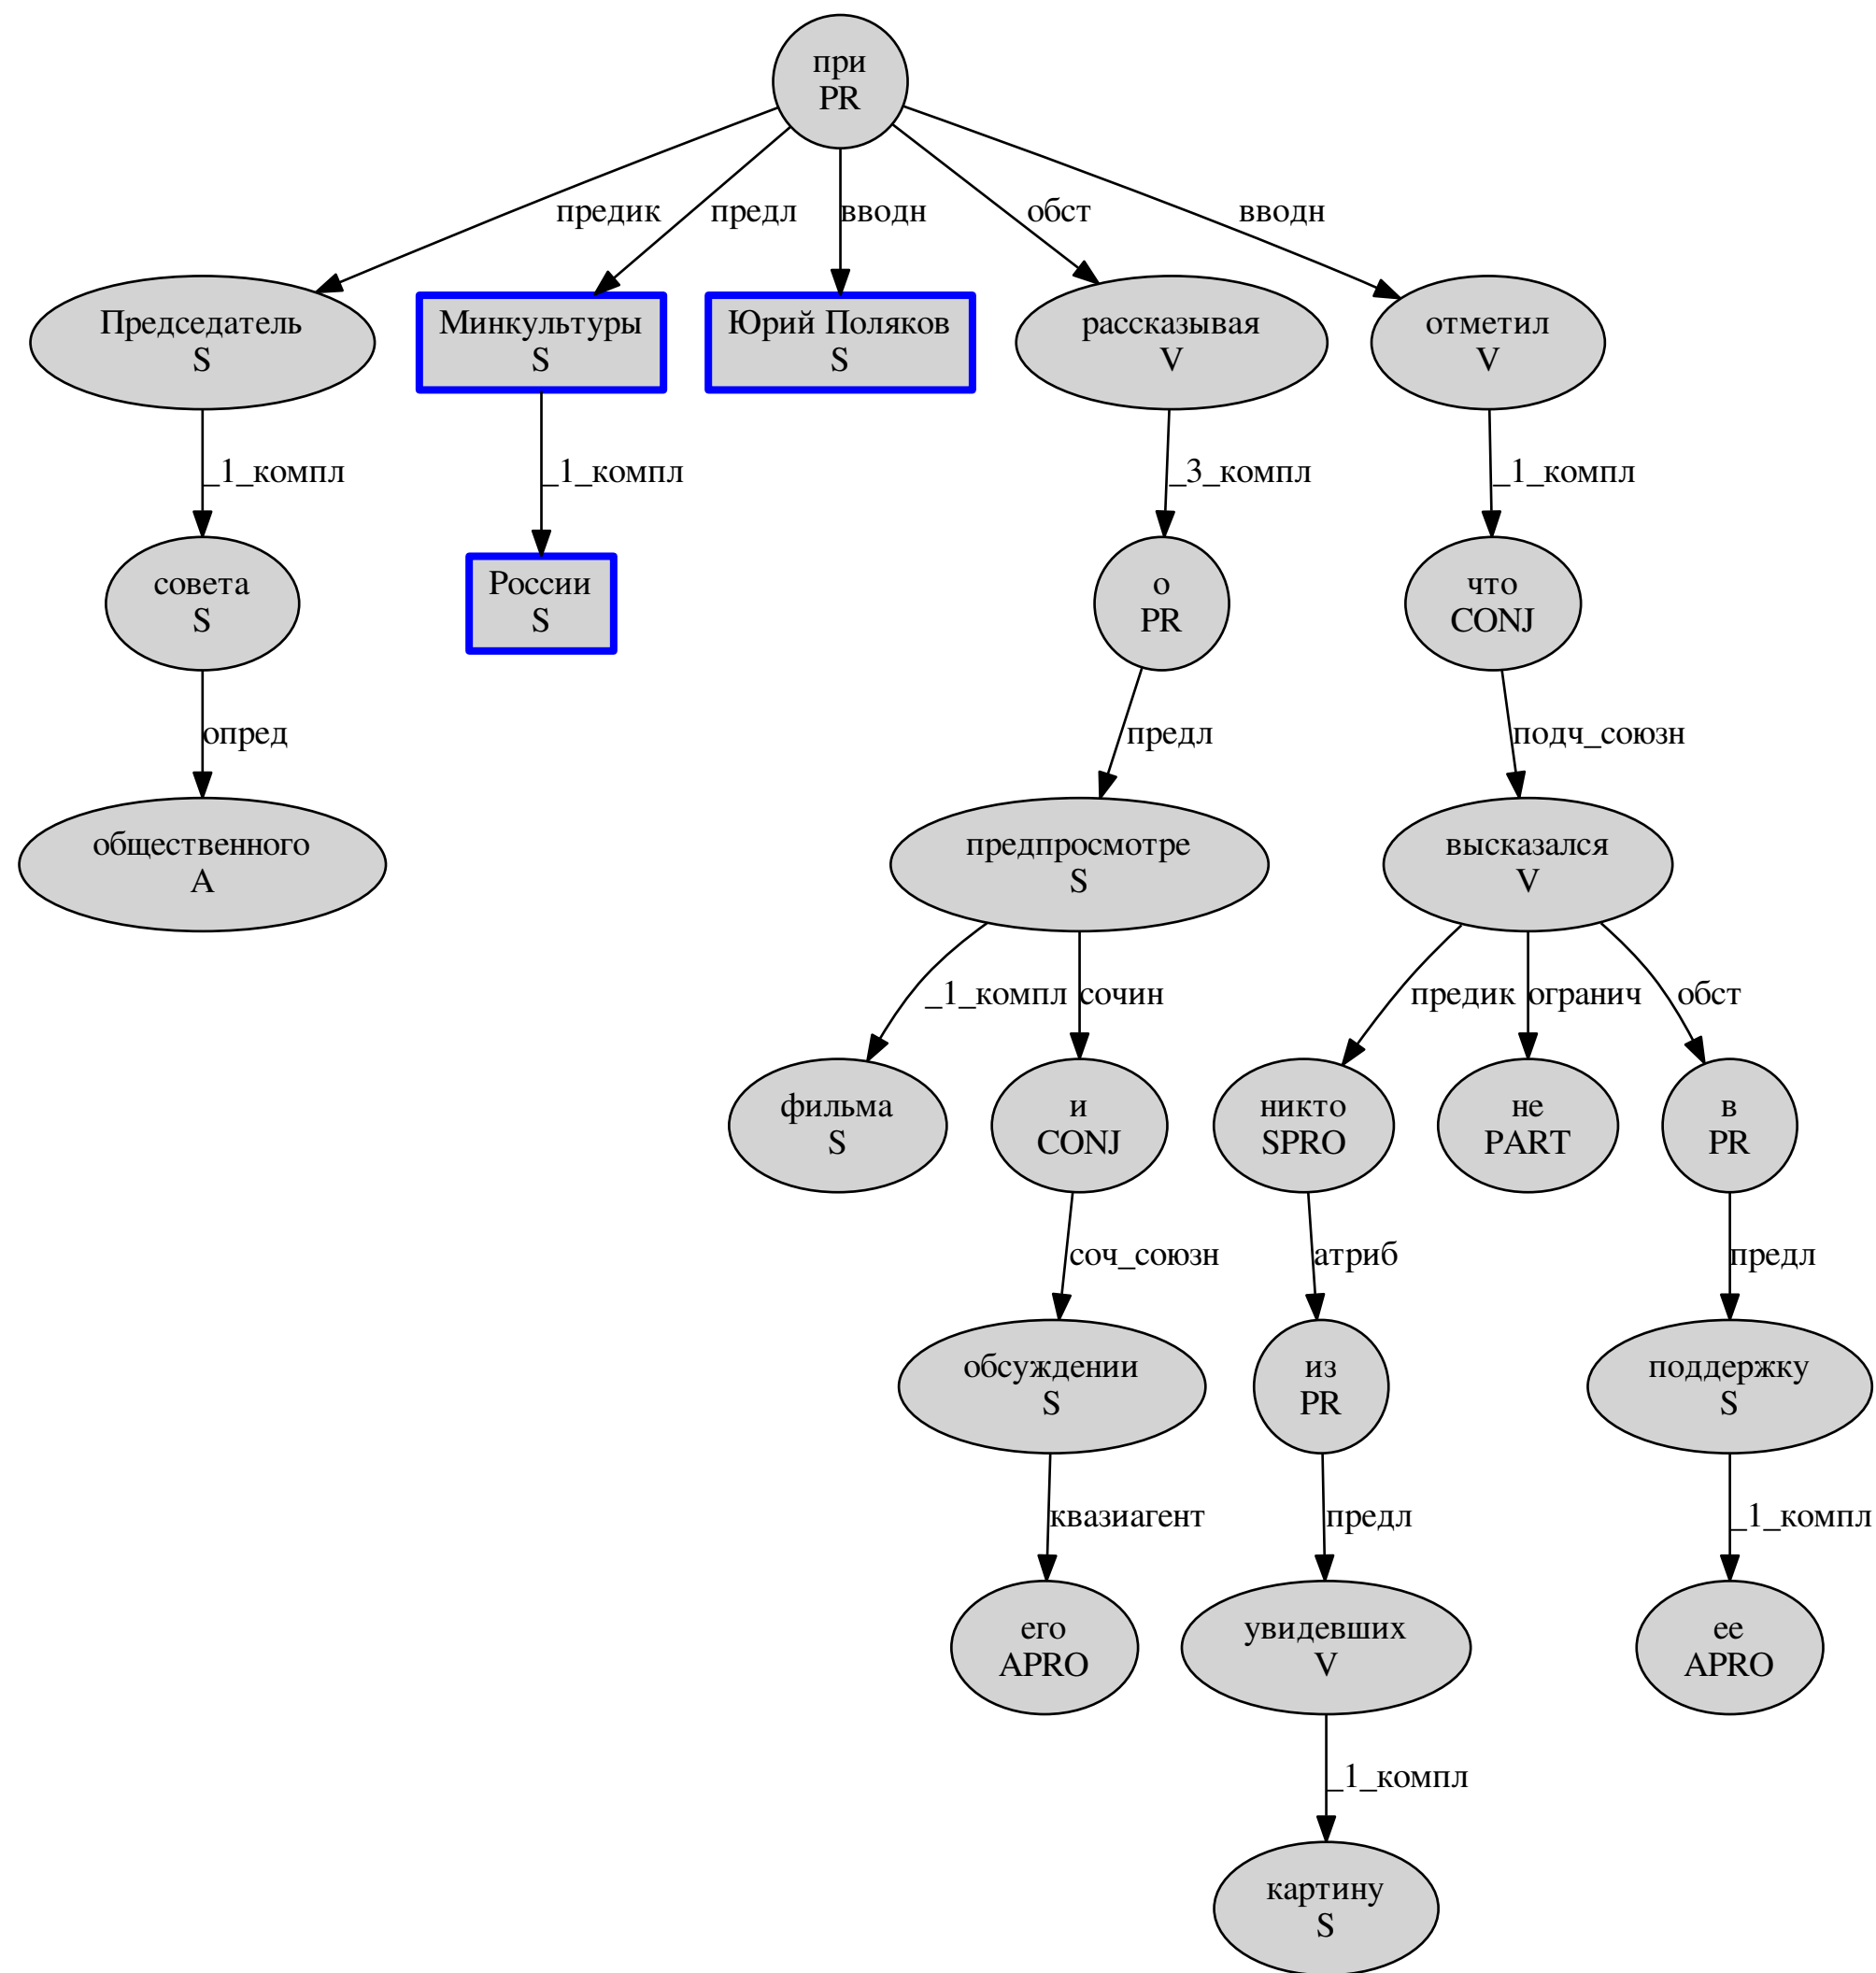 при
PR
предик
предл
вводн
обст
вводн
Председатель
S
Минкультуры
S
Юрий Поляков
S
рассказывая
V
отметил
V
_1_компл
_1_компл
_3_компл
_1_компл
совета
S
России
S
о
PR
что
CONJ
опред
предл
подч_союзн
общественного
A
предпросмотре
S
высказался
V
_1_компл
сочин
предик
огранич
обст
фильма
S
и
CONJ
никто
SPRO
не
PART
в
PR
соч_союзн
атриб
предл
обсуждении
S
из
PR
поддержку
S
квазиагент
предл
_1_компл
его
APRO
увидевших
V
ее
APRO
_1_компл
картину
S